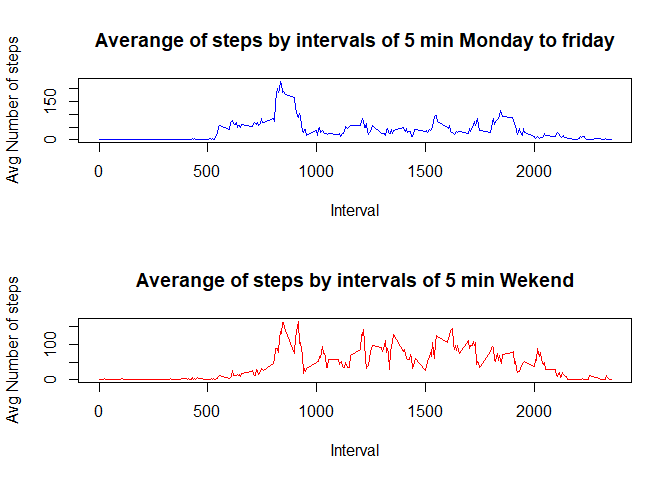 Averange of steps by intervals of 5 min Monday to friday
Avg Number of steps
150
0
0 500 1000 1500 2000
Interval
Averange of steps by intervals of 5 min Wekend
Avg Number of steps
100
0
0 500 1000 1500 2000
Interval